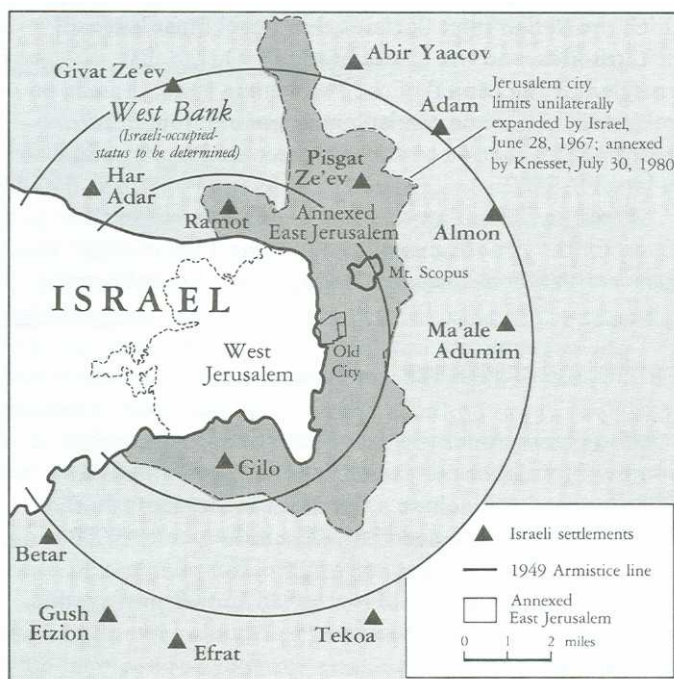 Abir Yaacov
Givat Ze'ev
West Bank
(Israeli-occupied-
status to be determined)
Adam
Jerusalem city
limits unilaterally
expanded by Israel,
June 28, 1967; annexed
by Knesset, July 30, 1980
Har
Adar
Pisgat
Ze'ev
Ramot
Annexed
East Jerusalem
Almon
Mt. Scopus
ISRAEL
West
Jerusalem
Old
City
Ma'ale
Adumim
Gilo
Betar
Gush
Etzion
Efrat
Tekoa
Israeli settlements
1949 Armistice line
Annexed
East Jerusalem
0 1 2 miles